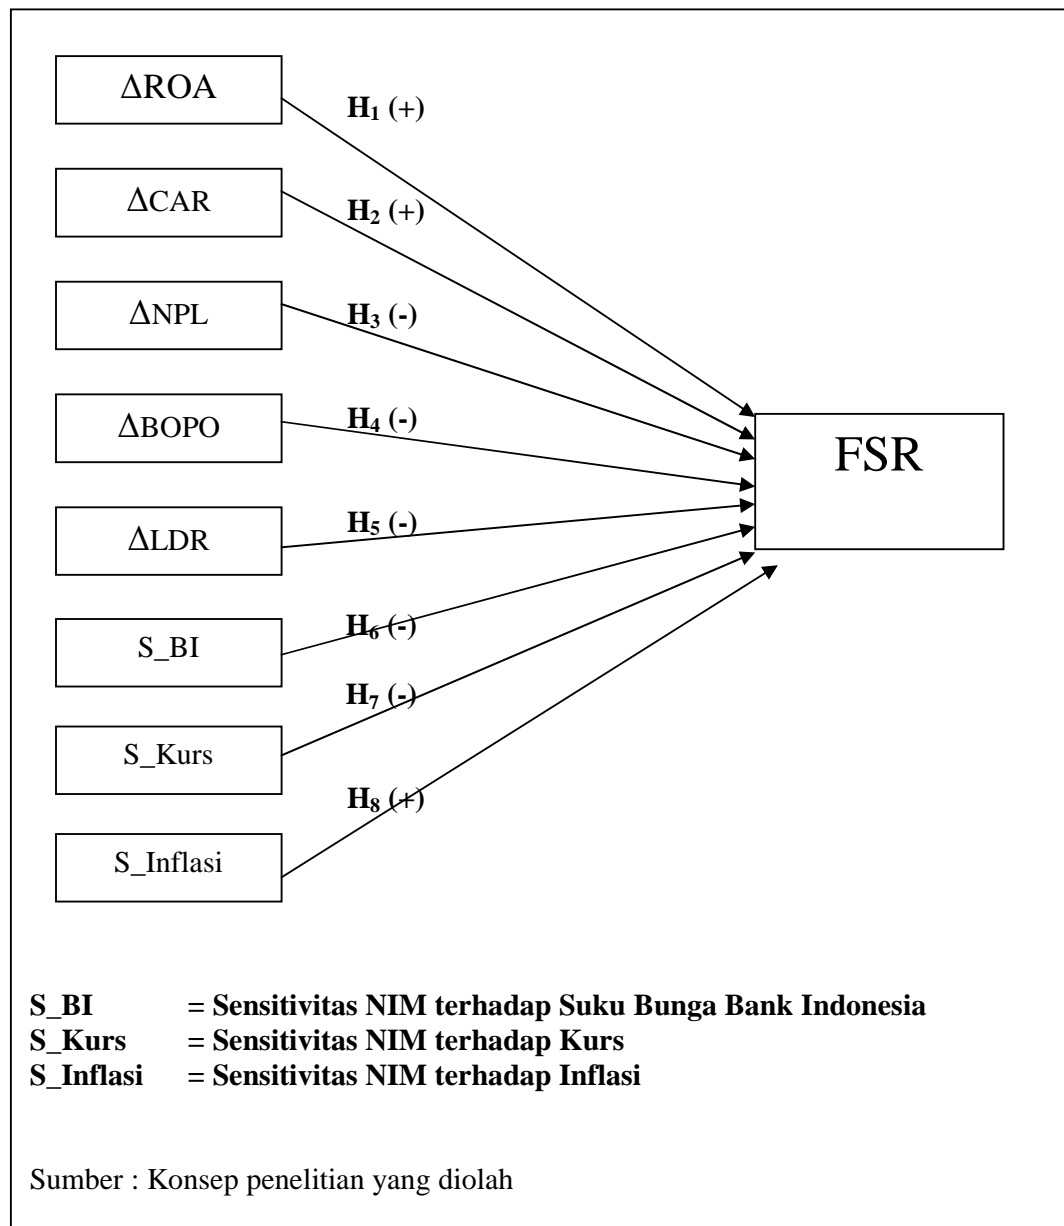 ΔROA
H₁ (+)
ΔCAR
H₂ (+)
ΔNPL
H₃ (-)
ΔBOPO
H₄ (-)
FSR
ΔLDR
H₅ (-)
S_BI
H₆ (-)
S_Kurs
H₇ (-)
S_Inflasi
H₈ (+)
S_BI = Sensitivitas NIM terhadap Suku Bunga Bank Indonesia
S_Kurs = Sensitivitas NIM terhadap Kurs
S_Inflasi = Sensitivitas NIM terhadap Inflasi
Sumber : Konsep penelitian yang diolah